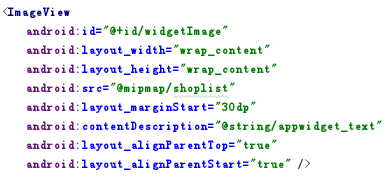 <ImageView
android:id="@+id/widgetImage"
android:layout_width="wrap_content"
android:layout_height="wrap_content"
android:src="@mipmap/shoplist"
android:layout_marginStart="30dp"
android:contentDescription="@string/appwidget_text"
android:layout_alignParentTop="true"
android:layout_alignParentStart="true" />